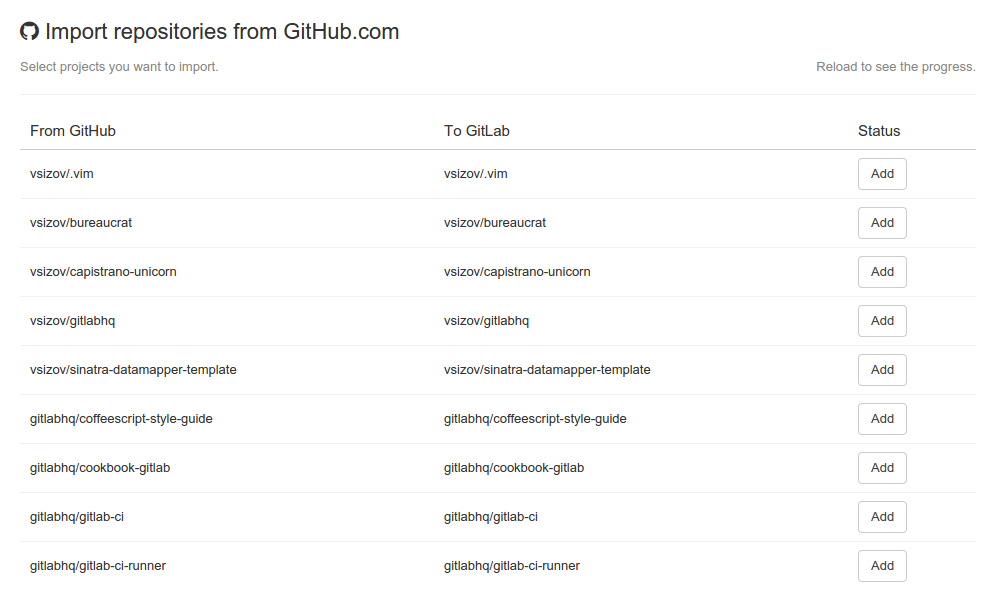 Import repositories from GitHub.com
Select projects you want to import. Reload to see the progress.
From GitHub To GitLab Status
vsizov/.vim vsizov/.vim Add
vsizov/bureaucrat vsizov/bureaucrat Add
vsizov/capistrano-unicorn vsizov/capistrano-unicorn Add
vsizov/gitlabhq vsizov/gitlabhq Add
vsizov/sinatra-datamapper-template vsizov/sinatra-datamapper-template Add
gitlabhq/coffeescript-style-guide gitlabhq/coffeescript-style-guide Add
gitlabhq/cookbook-gitlab gitlabhq/cookbook-gitlab Add
gitlabhq/gitlab-ci gitlabhq/gitlab-ci Add
gitlabhq/gitlab-ci-runner gitlabhq/gitlab-ci-runner Add